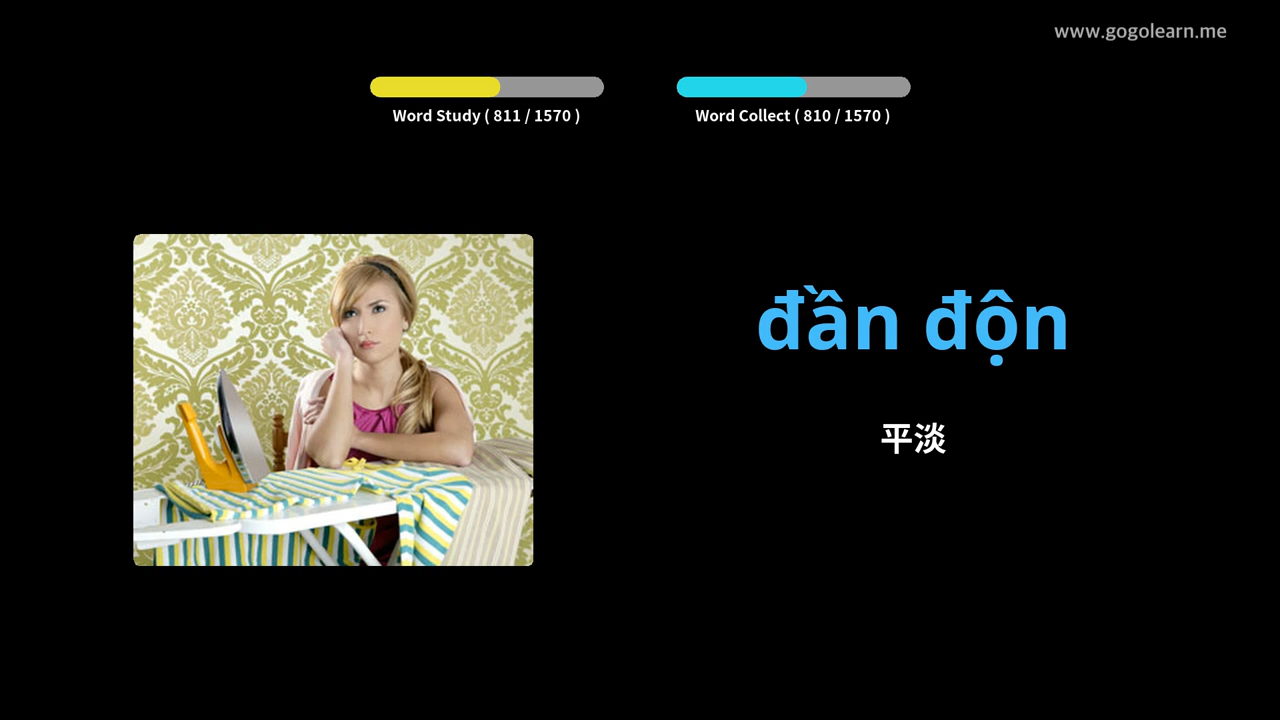 www.gogolearn.me
Word Study ( 811 / 1570 )
Word Collect ( 810 / 1570 )
đần độn
平淡